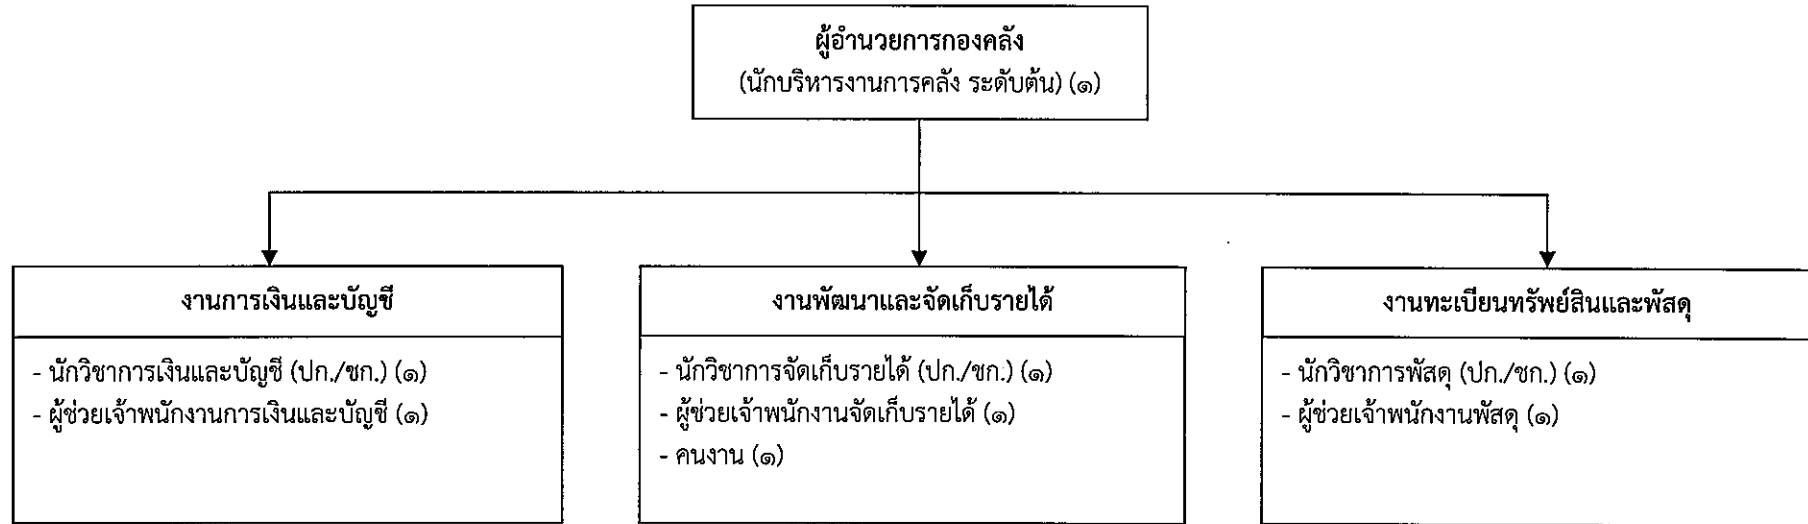 ผู้อำนวยการกองคลัง
(นักบริหารงานการคลัง ระดับต้น) (๑)
งานการเงินและบัญชี
- นักวิชาการเงินและบัญชี (ปก./ชก.) (๑)
- ผู้ช่วยเจ้าพนักงานการเงินและบัญชี (๑)
งานพัฒนาและจัดเก็บรายได้
- นักวิชาการจัดเก็บรายได้ (ปก./ชก.) (๑)
- ผู้ช่วยเจ้าพนักงานจัดเก็บรายได้ (๑)
- คนงาน (๑)
งานทะเบียนทรัพย์สินและพัสดุ
- นักวิชาการพัสดุ (ปก./ชก.) (๑)
- ผู้ช่วยเจ้าพนักงานพัสดุ (๑)